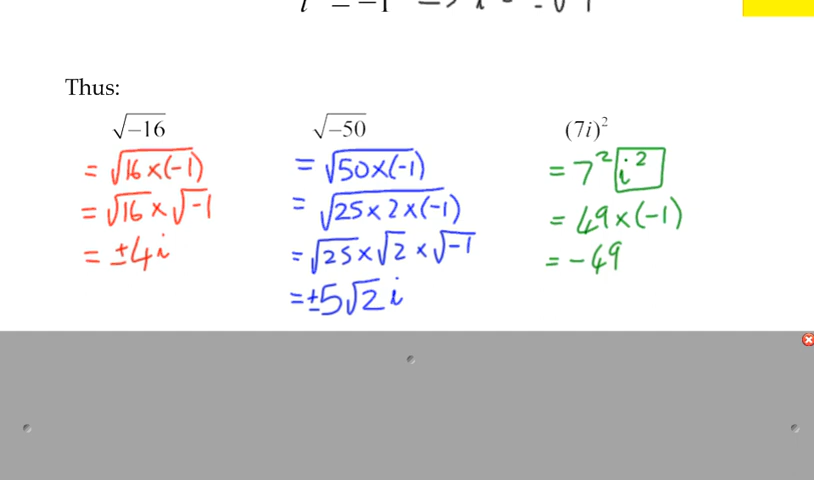 Thus:
√-16
= √16×(-1)
= √16 × √-1
= ±4i
√-50
= √50×(-1)
= √25×2×(-1)
= √25×√2×√-1
= ±5√2 i
(7i)²
= 7² i²
= 49×(-1)
= -49